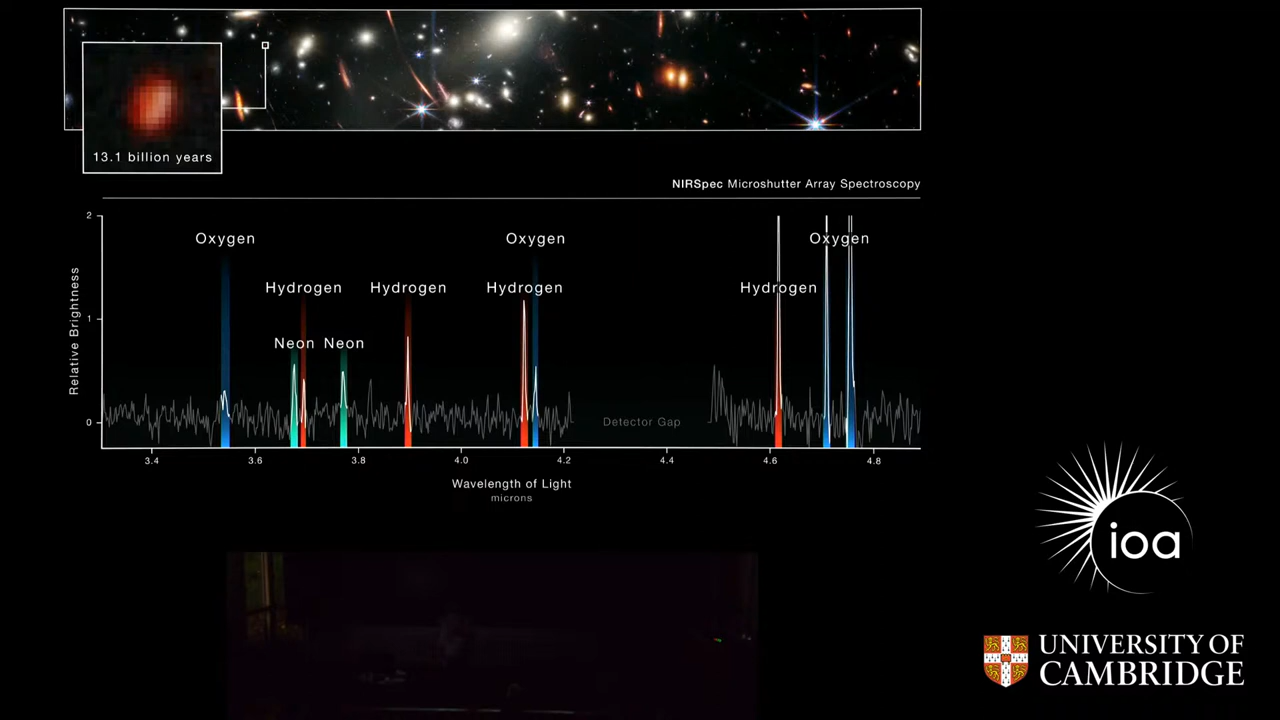 13.1 billion years
NIRSpec Microshutter Array Spectroscopy
2
Oxygen Oxygen Oxygen
Hydrogen Hydrogen Hydrogen Hydrogen
1
Neon Neon
Relative Brightness
0
Detector Gap
3.4 3.6 3.8 4.0 4.2 4.4 4.6 4.8
Wavelength of Light
microns
ioa
UNIVERSITY OF
CAMBRIDGE